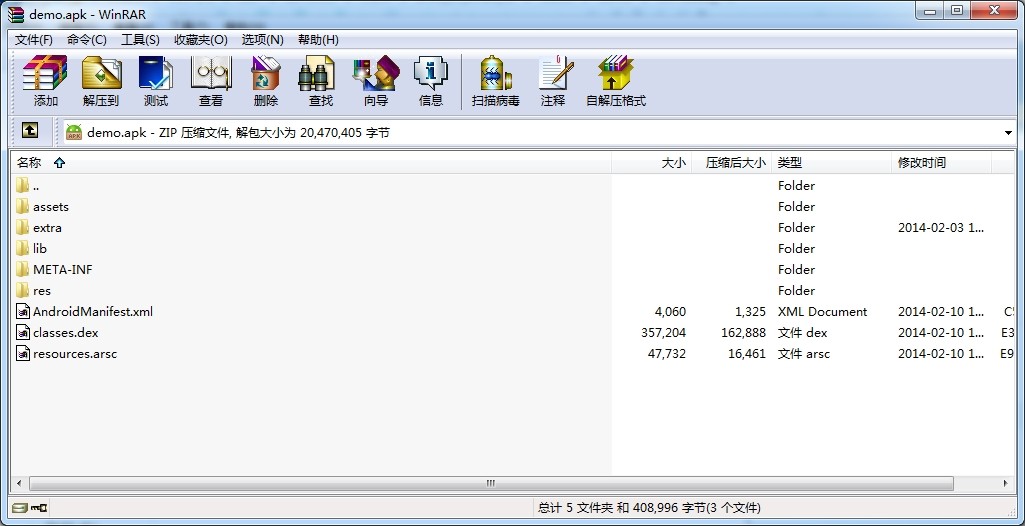 demo.apk - WinRAR
文件(F) 命令(C) 工具(S) 收藏夹(O) 选项(N) 帮助(H)
添加 解压到 测试 查看 删除 查找 向导 信息 扫描病毒 注释 自解压格式
demo.apk - ZIP 压缩文件, 解包大小为 20,470,405 字节
名称 大小 压缩后大小 类型 修改时间
.. Folder
assets Folder
extra Folder 2014-02-03 1...
lib Folder
META-INF Folder
res Folder
AndroidManifest.xml 4,060 1,325 XML Document 2014-02-10 1...
classes.dex 357,204 162,888 文件 dex 2014-02-10 1... E3
resources.arsc 47,732 16,461 文件 arsc 2014-02-10 1... E9
总计 5 文件夹 和 408,996 字节(3 个文件)